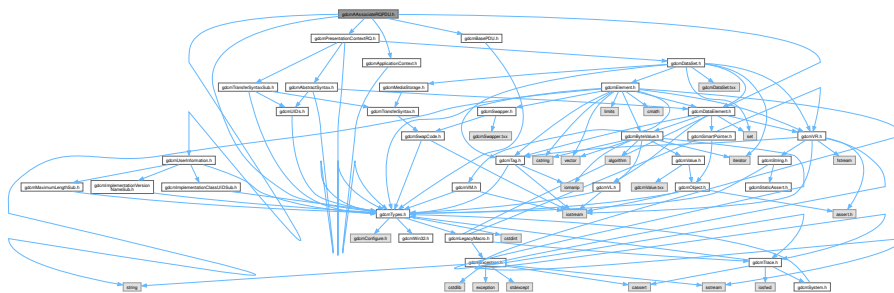 gdcmAAssociateRQPDU.h
gdcmPresentationContextRQ.h
gdcmBasePDU.h
gdcmApplicationContext.h
gdcmDataSet.h
gdcmTransferSyntaxSub.h
gdcmAbstractSyntax.h
gdcmMediaStorage.h
gdcmElement.h
gdcmDataSet.txx
gdcmUIDs.h
gdcmTransferSyntax.h
gdcmSwapper.h
limits
cmath
gdcmDataElement.h
gdcmSwapCode.h
gdcmSwapper.txx
gdcmByteValue.h
gdcmSmartPointer.h
set
gdcmVR.h
gdcmUserInformation.h
gdcmTag.h
cstring
vector
algorithm
gdcmValue.h
iterator
gdcmString.h
fstream
gdcmMaximumLengthSub.h
gdcmImplementationVersion
NameSub.h
gdcmImplementationClassUIDSub.h
gdcmVM.h
iomanip
gdcmVL.h
gdcmValue.txx
gdcmObject.h
gdcmStaticAssert.h
gdcmTypes.h
iostream
assert.h
gdcmConfigure.h
gdcmWin32.h
gdcmLegacyMacro.h
cstdint
gdcmTrace.h
string
cstdlib
exception
stdexcept
cassert
sstream
iosfwd
gdcmSystem.h